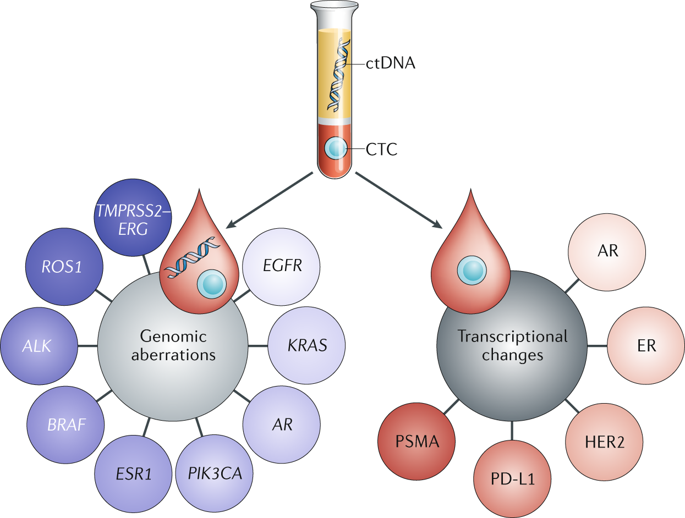 ctDNA
CTC
TMPRSS2–
ERG
ROS1
EGFR
AR
Genomic
aberrations
Transcriptional
changes
ALK
KRAS
ER
BRAF
AR
PSMA
HER2
ESR1
PIK3CA
PD-L1